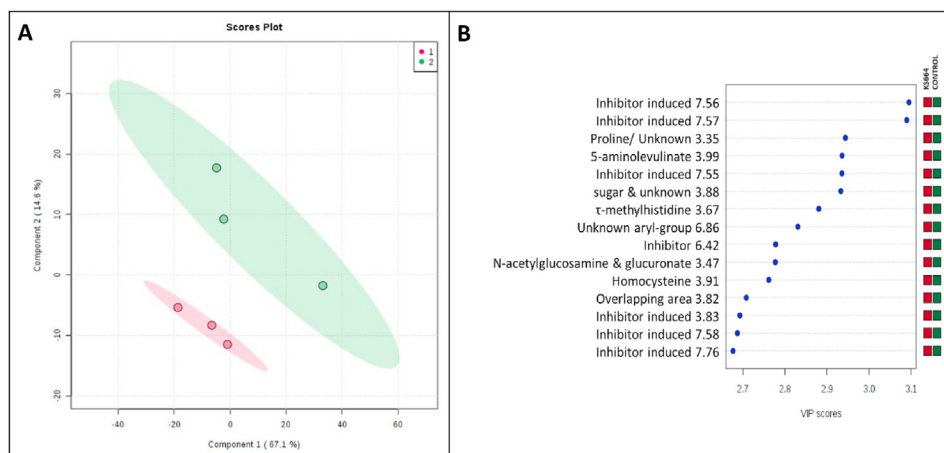 A
Scores Plot
1
2
30
20
10
0
-10
-20
Component 2 ( 14.6 %)
-40
-20
0
20
40
60
Component 1 ( 67.1 %)
B
K5664
CONTROL
Inhibitor induced 7.56
Inhibitor induced 7.57
Proline/ Unknown 3.35
5-aminolevulinate 3.99
Inhibitor induced 7.55
sugar & unknown 3.88
τ-methylhistidine 3.67
Unknown aryl-group 6.86
Inhibitor 6.42
N-acetylglucosamine & glucuronate 3.47
Homocysteine 3.91
Overlapping area 3.82
Inhibitor induced 3.83
Inhibitor induced 7.58
Inhibitor induced 7.76
2.7
2.8
2.9
3.0
3.1
VIP scores